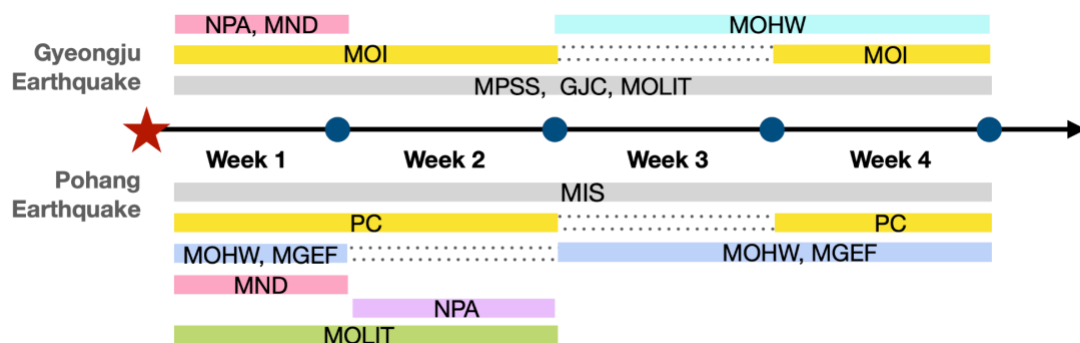 NPA, MND
MOHW
Gyeongju
Earthquake
MOI
MOI
MPSS, GJC, MOLIT
Week 1
Week 2
Week 3
Week 4
Pohang
Earthquake
MIS
PC
PC
MOHW, MGEF
MOHW, MGEF
MND
NPA
MOLIT